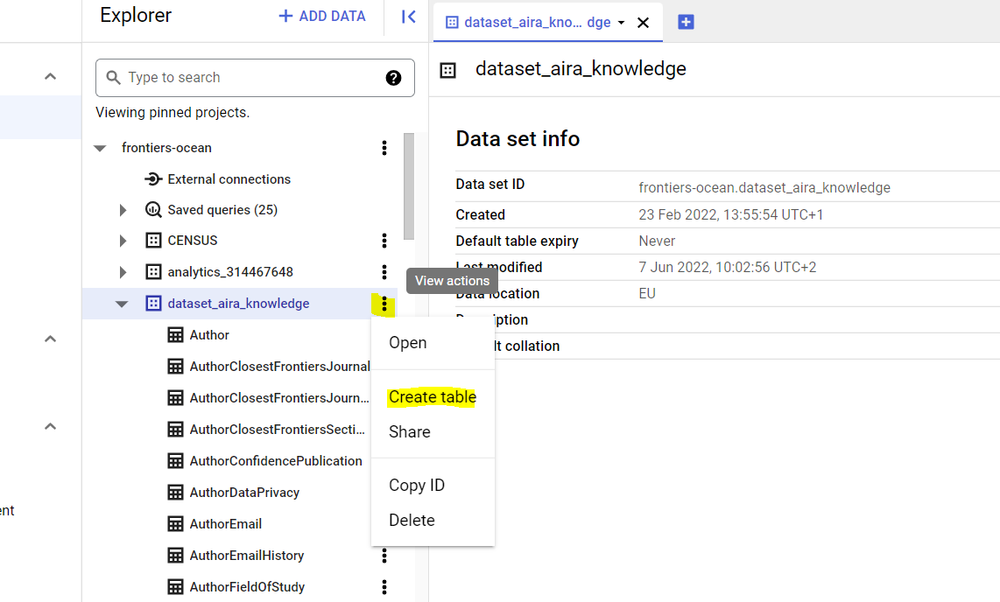 Explorer
ADD DATA
Type to search
Viewing pinned projects.
frontiers-ocean
External connections
Saved queries (25)
CENSUS
analytics_314467648
dataset_aira_knowledge
Author
AuthorClosestFrontiersJournal
AuthorClosestFrontiersJourn...
AuthorClosestFrontiersSecti...
AuthorConfidencePublication
AuthorDataPrivacy
AuthorEmail
AuthorEmailHistory
AuthorFieldOfStudy
View actions
Open
Create table
Share
Copy ID
Delete
dataset_aira_kno... dge
dataset_aira_knowledge
Data set info
Data set ID frontiers-ocean.dataset_aira_knowledge
Created 23 Feb 2022, 13:55:54 UTC+1
Default table expiry Never
Last modified 7 Jun 2022, 10:02:56 UTC+2
Data location EU
ption
lt collation
ent